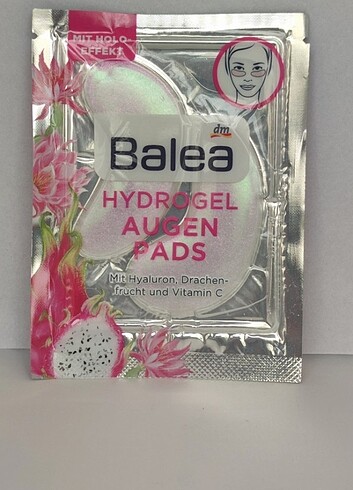 MIT HOLO-
EFFEKT
dm
Balea
HYDROGEL
AUGEN
PADS
Mit Hyaluron, Drachen-
frucht und Vitamin C